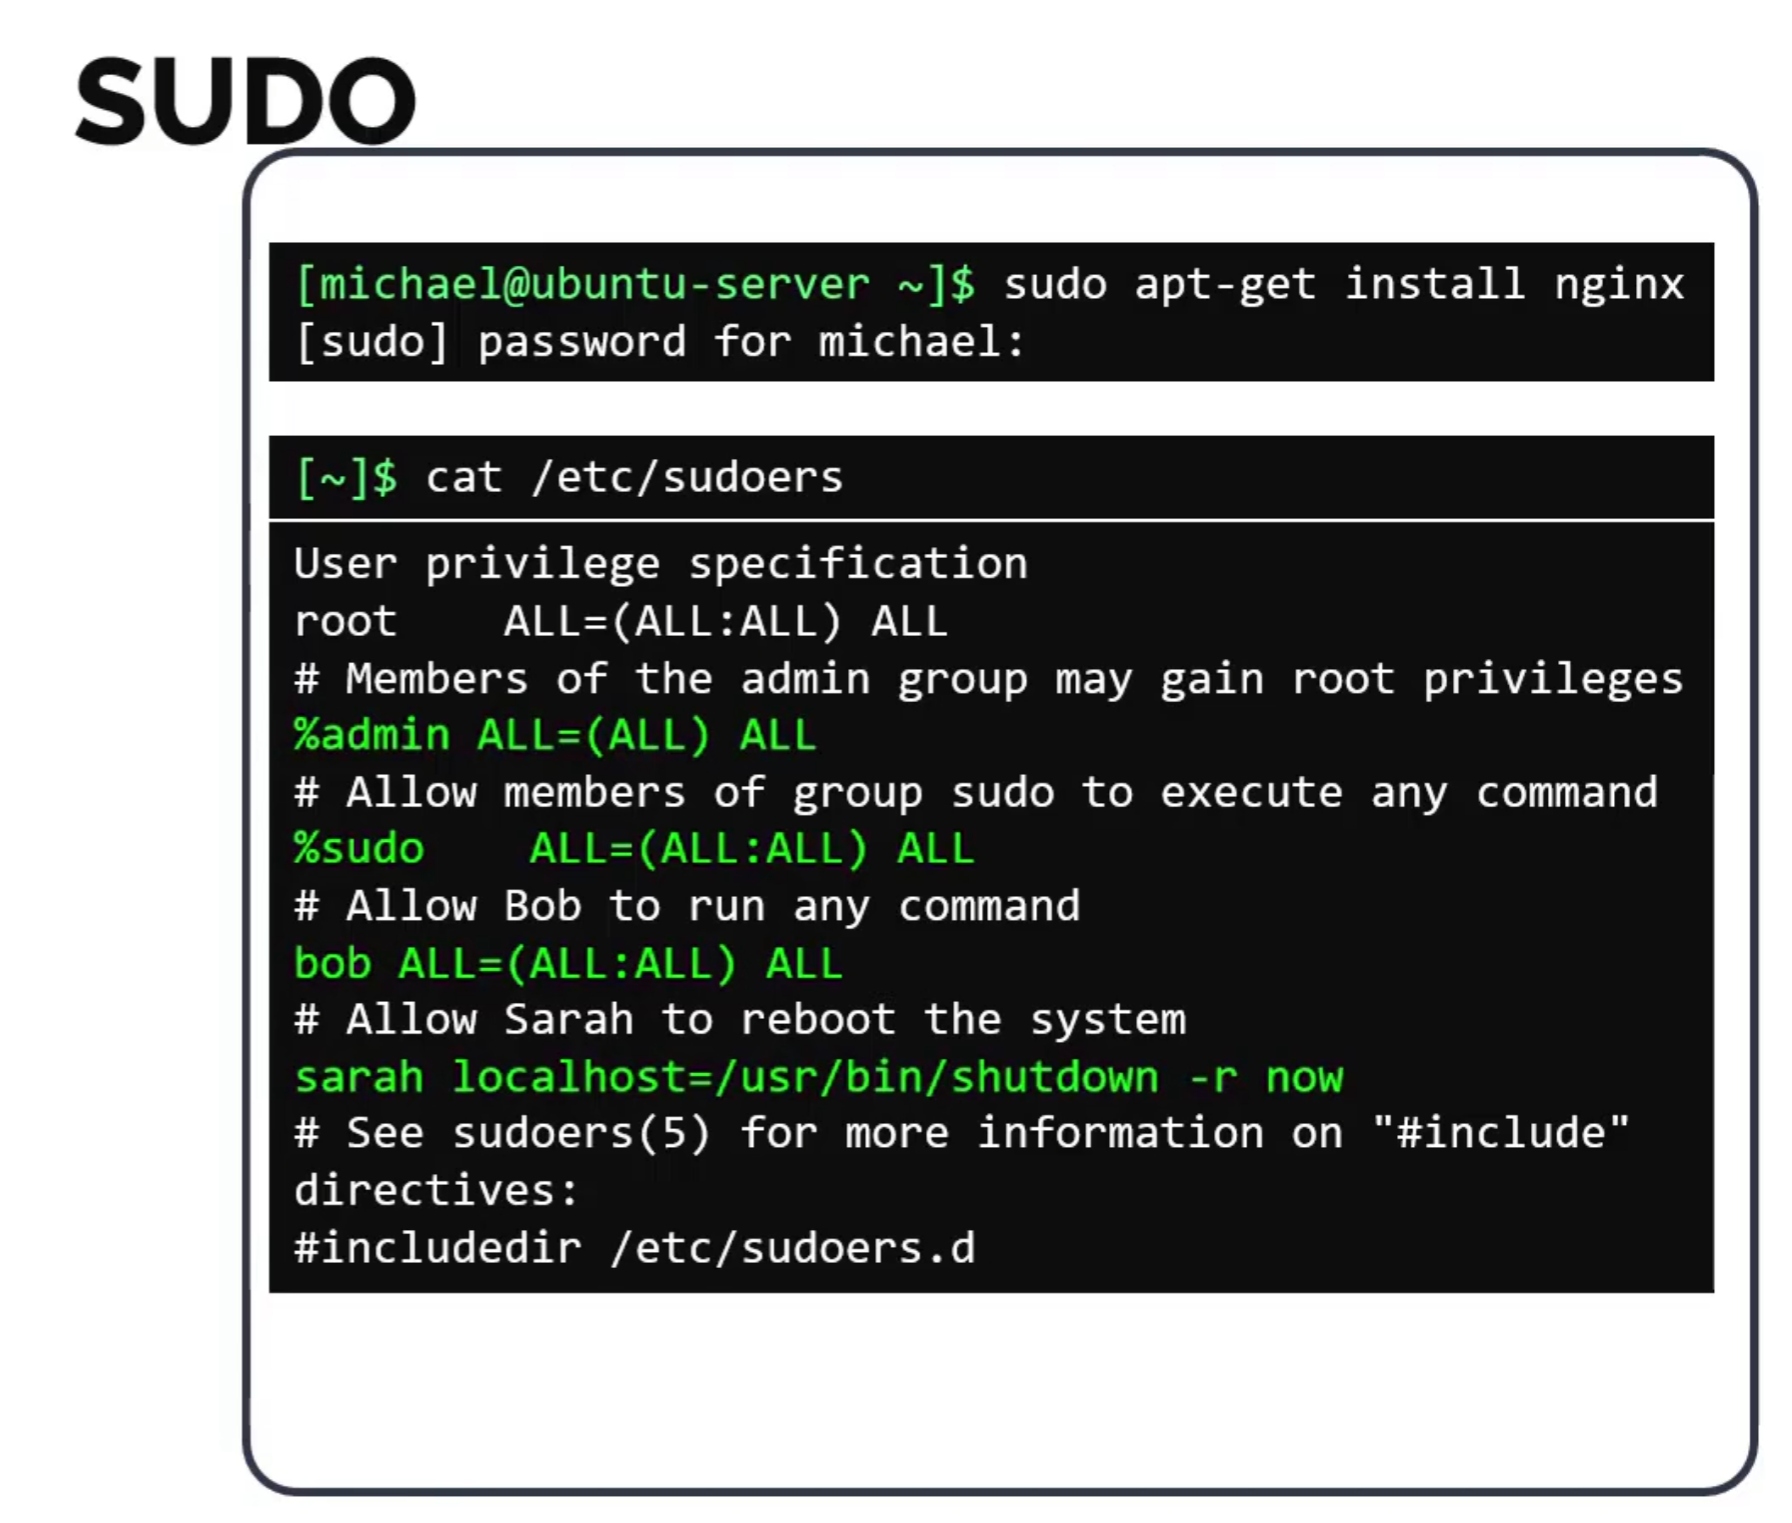 SUDO
[michael@ubuntu-server ~]$ sudo apt-get install nginx
[sudo] password for michael:
[~]$ cat /etc/sudoers
User privilege specification
root    ALL=(ALL:ALL) ALL
# Members of the admin group may gain root privileges
%admin ALL=(ALL) ALL
# Allow members of group sudo to execute any command
%sudo    ALL=(ALL:ALL) ALL
# Allow Bob to run any command
bob ALL=(ALL:ALL) ALL
# Allow Sarah to reboot the system
sarah localhost=/usr/bin/shutdown -r now
# See sudoers(5) for more information on "#include"
directives:
#includedir /etc/sudoers.d